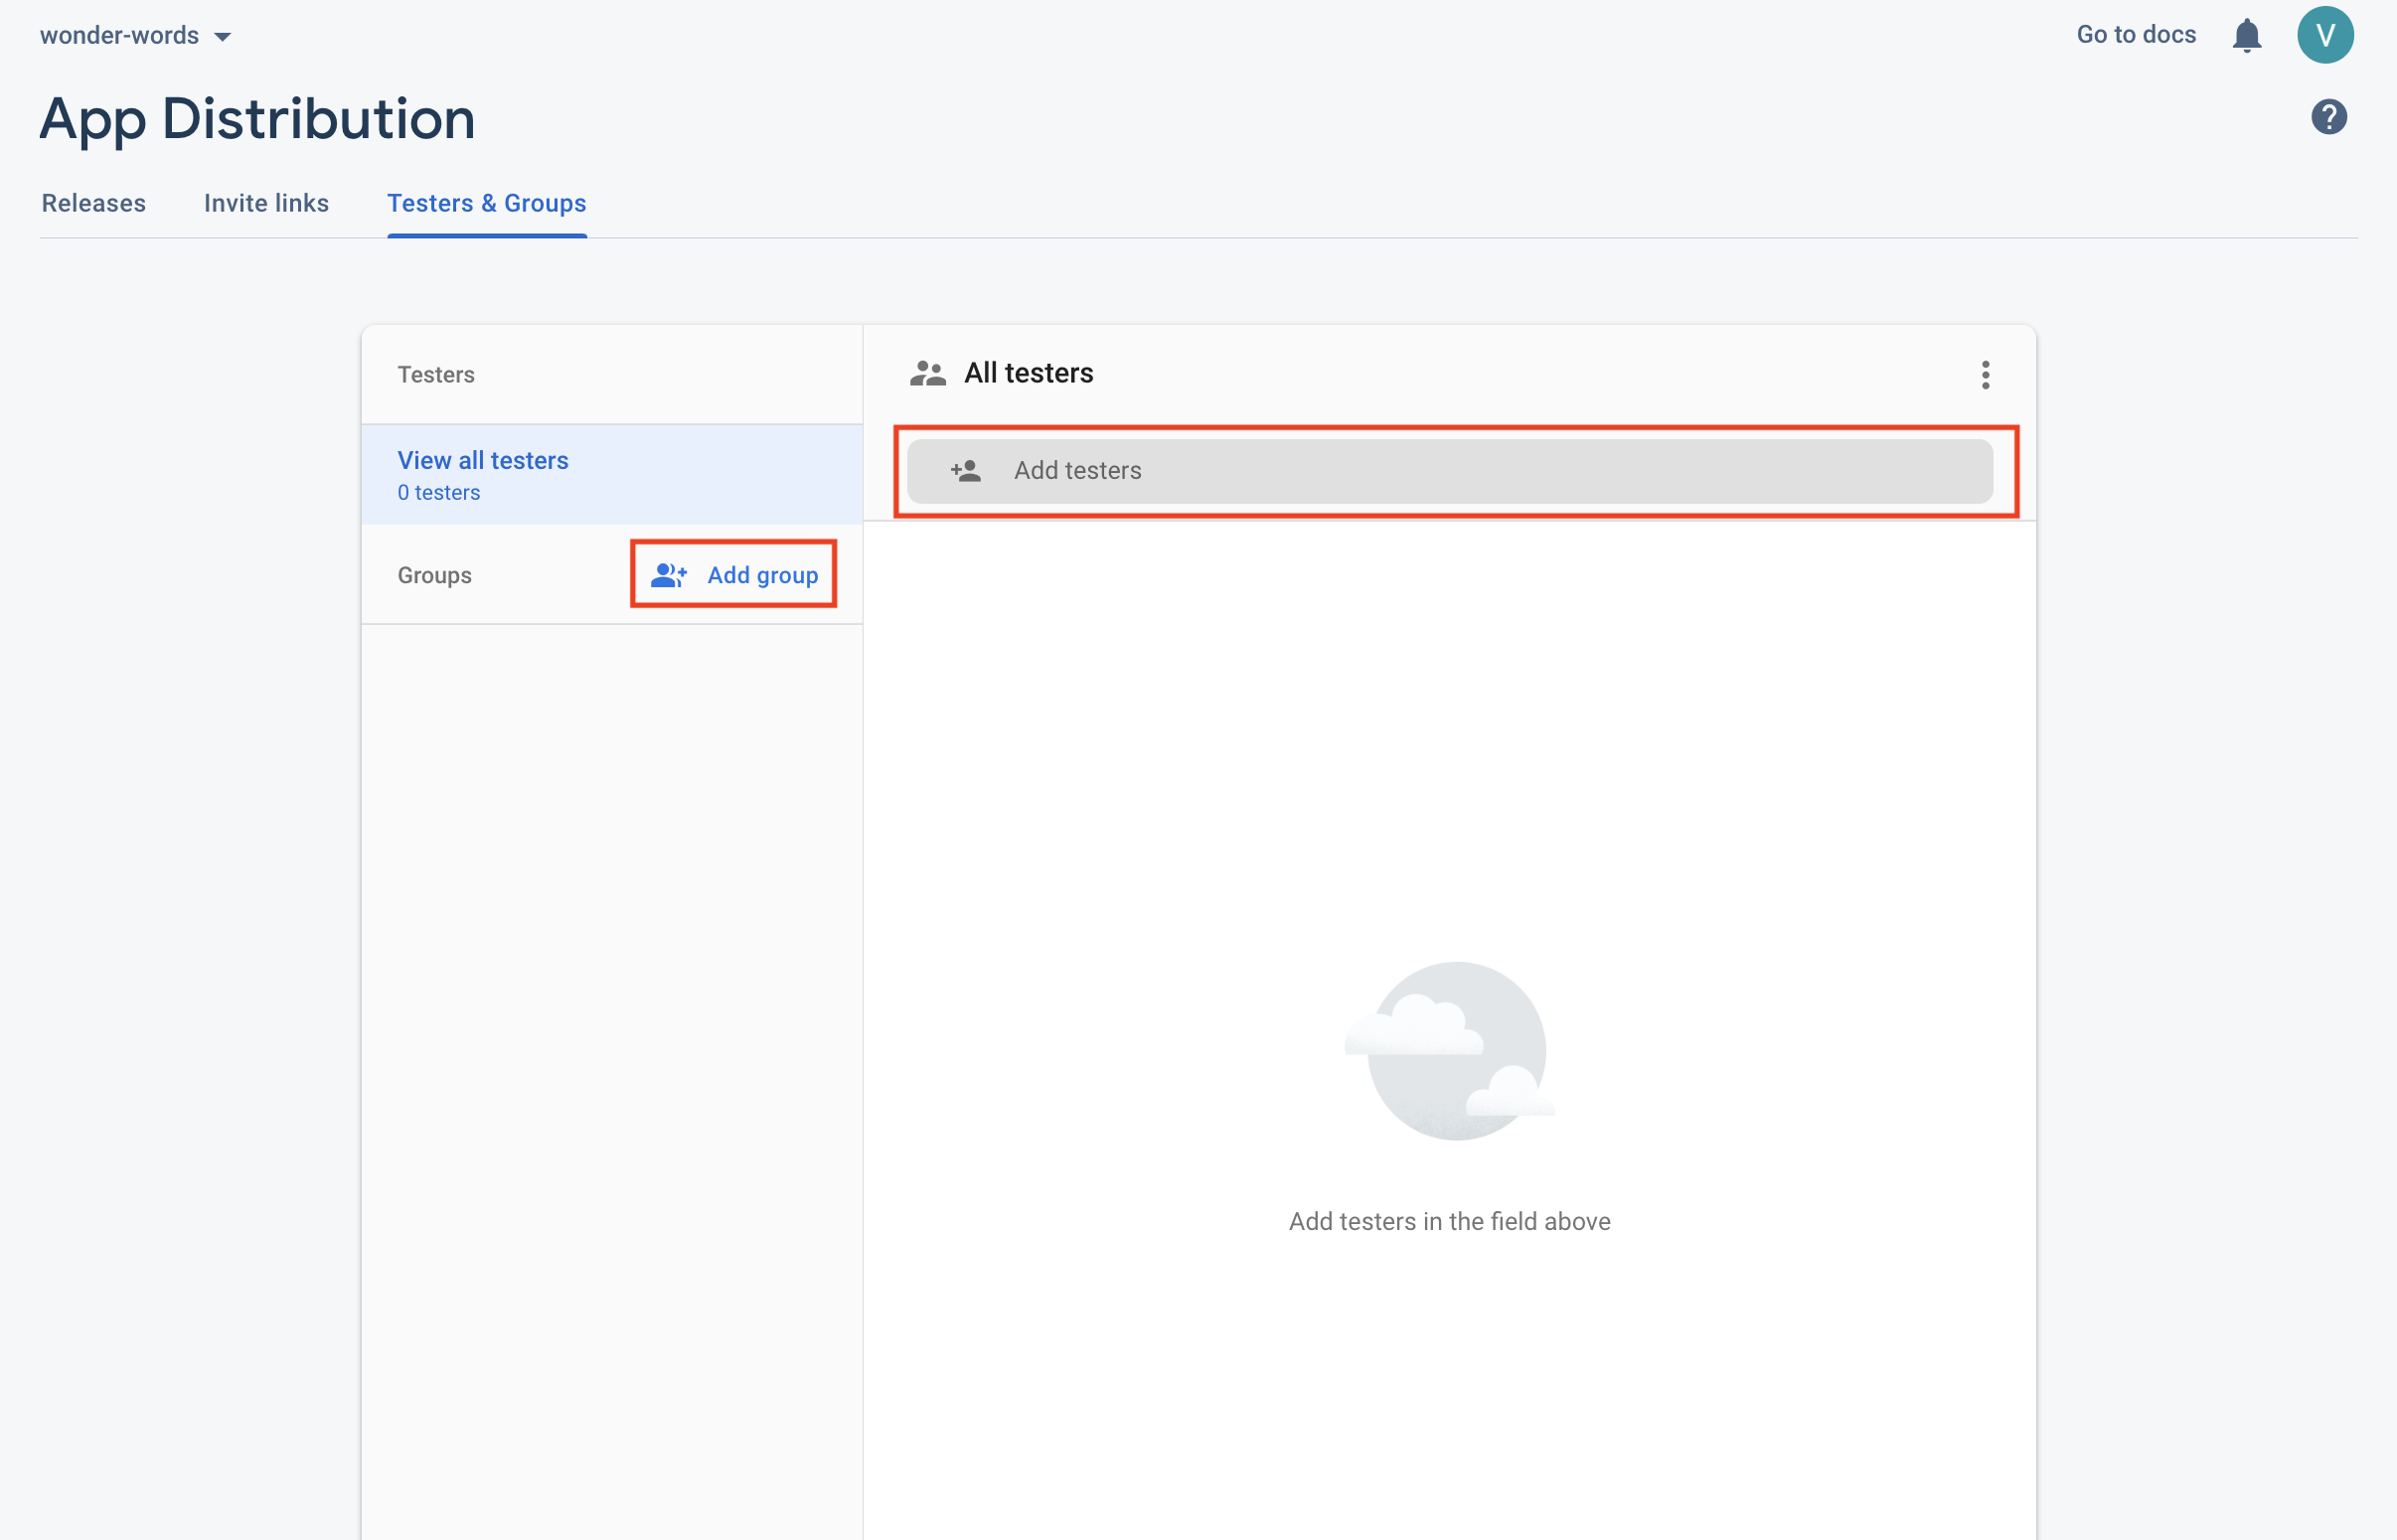 wonder-words
Go to docs
V
App Distribution
?
Releases
Invite links
Testers & Groups
Testers
All testers
View all testers
0 testers
Add testers
Groups
Add group
Add testers in the field above